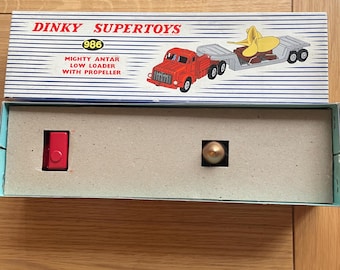 DINKY SUPERTOYS
986
MIGHTY ANTAR
LOW LOADER
WITH PROPELLER